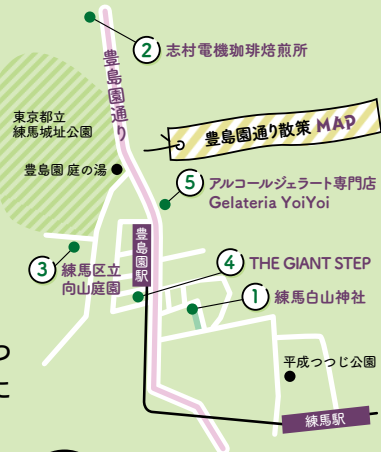 ② 志村電機珈琲焙煎所
豊島園通り
豊島園通り散策 MAP
東京都立
練馬城址公園
豊島園 庭の湯
⑤ アルコールジェラート専門店
Gelateria YoiYoi
豊島園駅
③ 練馬区立
向山庭園
④ THE GIANT STEP
① 練馬白山神社
つ
に
平成つつじ公園
練馬駅